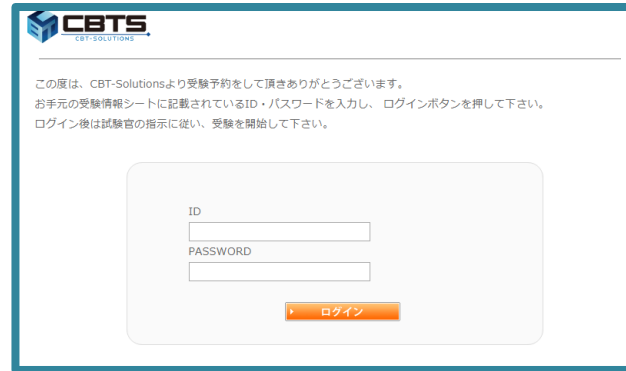 CBTS
CBT-SOLUTIONS
この度は、CBT-Solutionsより受験予約をして頂きありがとうございます。
お手元の受験情報シートに記載されているID・パスワードを入力し、 ログインボタンを押して下さい。
ログイン後は試験官の指示に従い、受験を開始して下さい。
ID
PASSWORD
ログイン